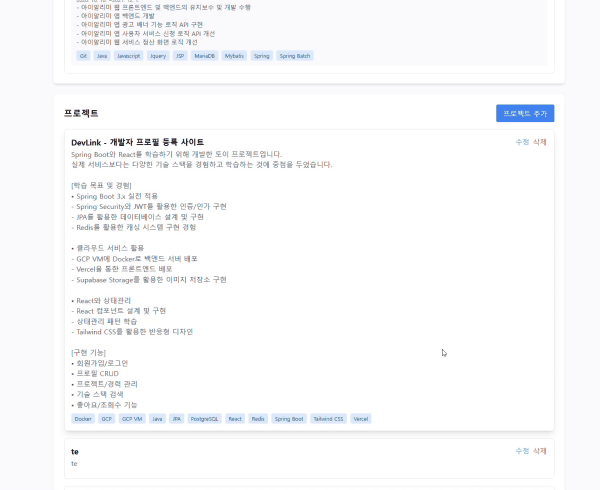 - 아이알리미 웹 프론트엔드 및 백엔드의 유지보수 및 개발 수행
- 아이알리미 앱 백엔드 개발
- 아이알리미 앱 광고 배너 기능 로직 API 구현
- 아이알리미 앱 사용자 서비스 신청 로직 API 개선
- 아이알리미 웹 서비스 정산 화면 로직 개선
Git Java Javascript Jquery JSP MariaDB Mybatis Spring Spring Batch
프로젝트 프로젝트 추가
DevLink - 개발자 프로필 등록 사이트 수정 삭제
Spring Boot와 React를 학습하기 위해 개발한 토이 프로젝트입니다.
실제 서비스보다는 다양한 기술 스택을 경험하고 학습하는 것에 중점을 두었습니다.
[학습 목표 및 경험]
• Spring Boot 3.x 실전 적용
- Spring Security와 JWT를 활용한 인증/인가 구현
- JPA를 활용한 데이터베이스 설계 및 구현
- Redis를 활용한 캐싱 시스템 구현 경험
• 클라우드 서비스 활용
- GCP VM에 Docker로 백엔드 서버 배포
- Vercel을 통한 프론트엔드 배포
- Supabase Storage를 활용한 이미지 저장소 구현
• React와 상태관리
- React 컴포넌트 설계 및 구현
- 상태관리 패턴 학습
- Tailwind CSS를 활용한 반응형 디자인
[구현 기능]
• 회원가입/로그인
• 프로필 CRUD
• 프로젝트/경력 관리
• 기술 스택 검색
• 좋아요/조회수 기능
Docker GCP GCP VM Java JPA PostgreSQL React Redis Spring Boot Tailwind CSS Vercel
te 수정 삭제
te